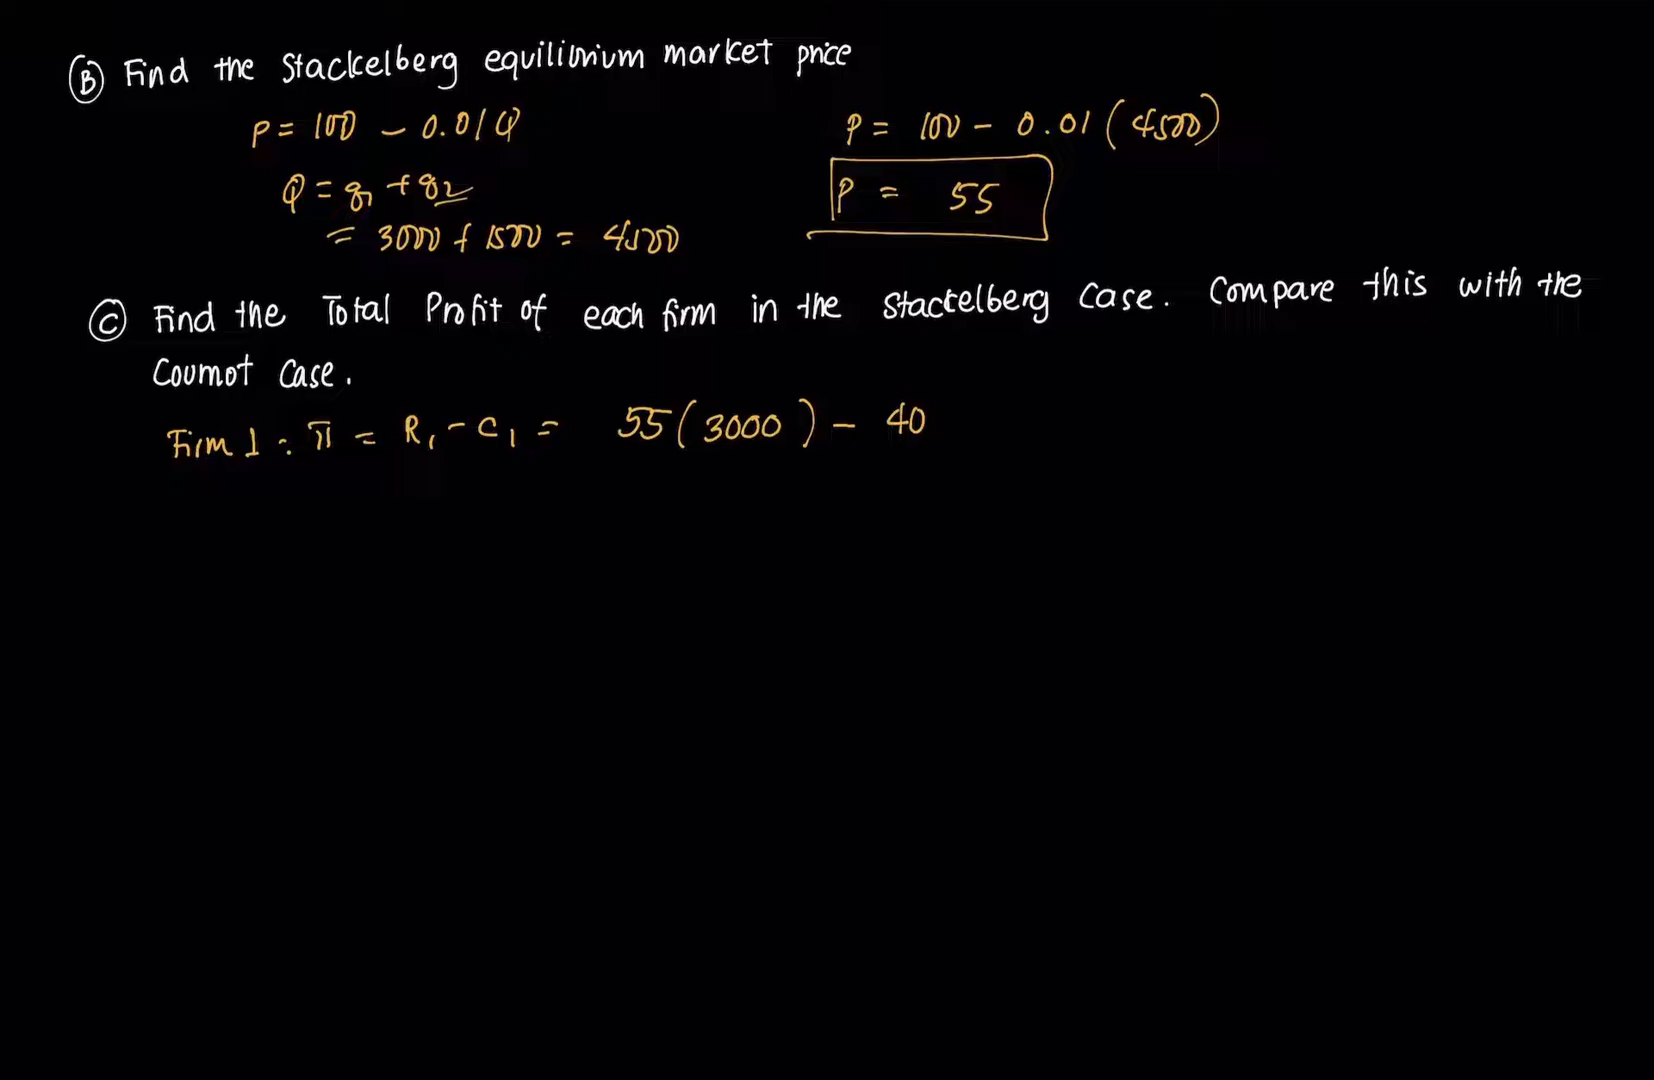 Ⓑ Find the Stackelberg equilibrium market price
P = 100 - 0.01Q
Q = q₁ + q₂
= 3000 + 1500 = 4500
P = 100 - 0.01(4500)
P = 55
Ⓒ Find the Total Profit of each firm in the Stackelberg case. Compare this with the
Cournot case.
Firm 1 : π = R₁ - C₁ = 55(3000) - 40